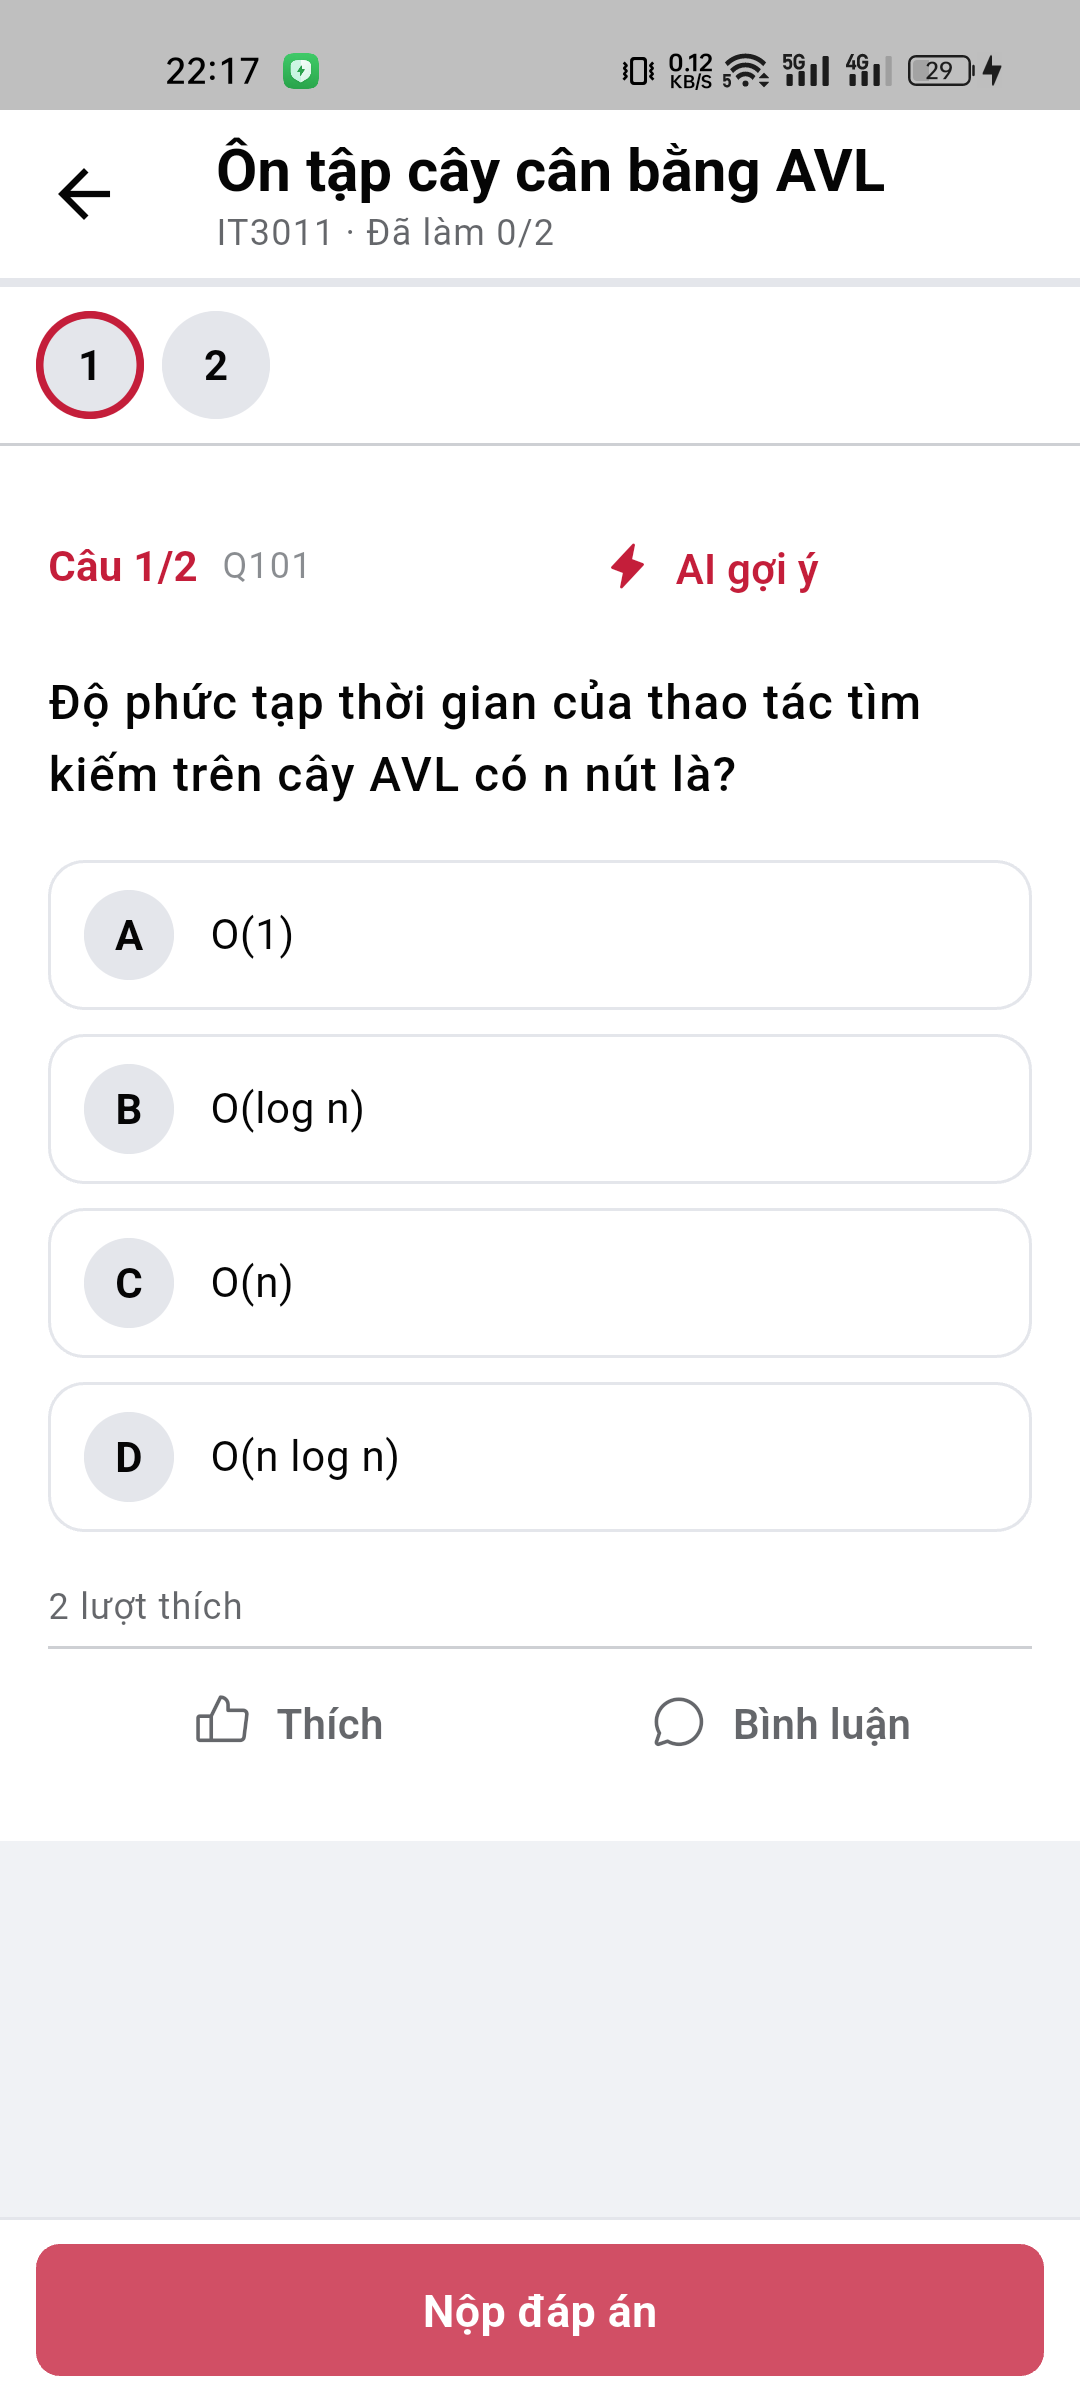 22:17
0.12
KB/S
5
5G
4G
29
Ôn tập cây cân bằng AVL
IT3011 · Đã làm 0/2
1
2
Câu 1/2 Q101
AI gợi ý
Độ phức tạp thời gian của thao tác tìm
kiếm trên cây AVL có n nút là?
A O(1)
B O(log n)
C O(n)
D O(n log n)
2 lượt thích
Thích
Bình luận
Nộp đáp án